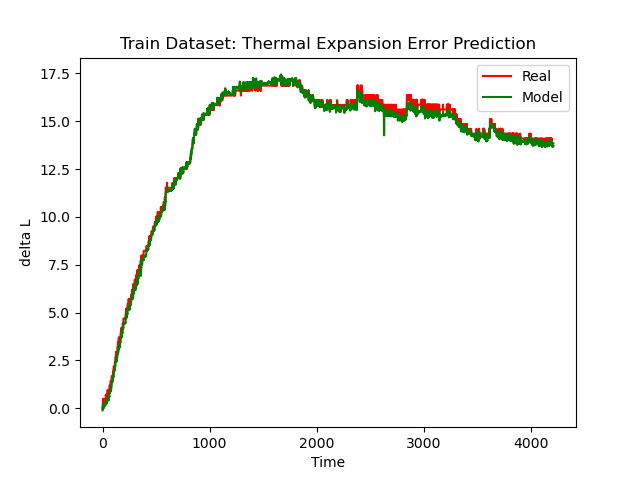 Train Dataset: Thermal Expansion Error Prediction
Real
Model
17.5
15.0
12.5
10.0
7.5
5.0
2.5
0.0
delta L
0 1000 2000 3000 4000
Time